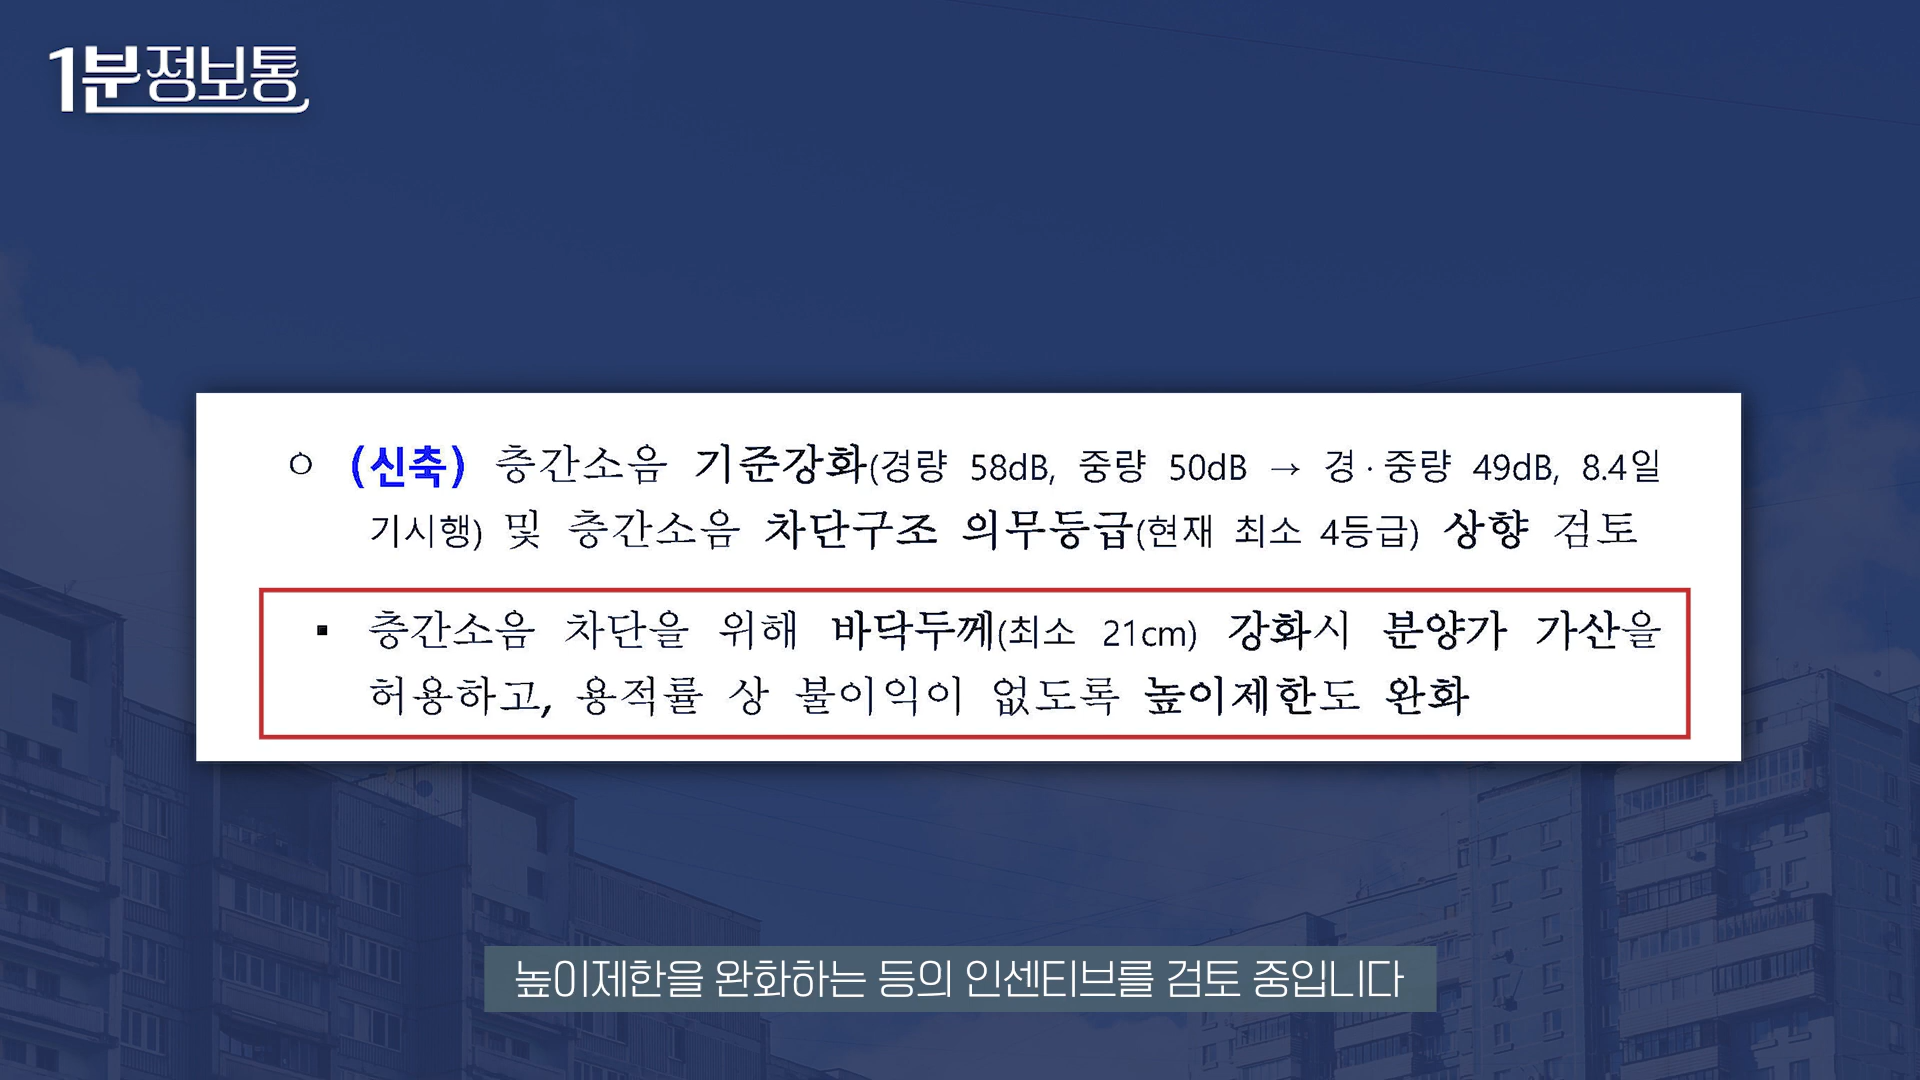 1분정보통
○ (신축) 층간소음 기준강화(경량 58dB, 중량 50dB → 경·중량 49dB, 8.4일
기시행) 및 층간소음 차단구조 의무등급(현재 최소 4등급) 상향 검토
▪ 층간소음 차단을 위해 바닥두께(최소 21cm) 강화시 분양가 가산을
허용하고, 용적률 상 불이익이 없도록 높이제한도 완화
높이제한을 완화하는 등의 인센티브를 검토 중입니다